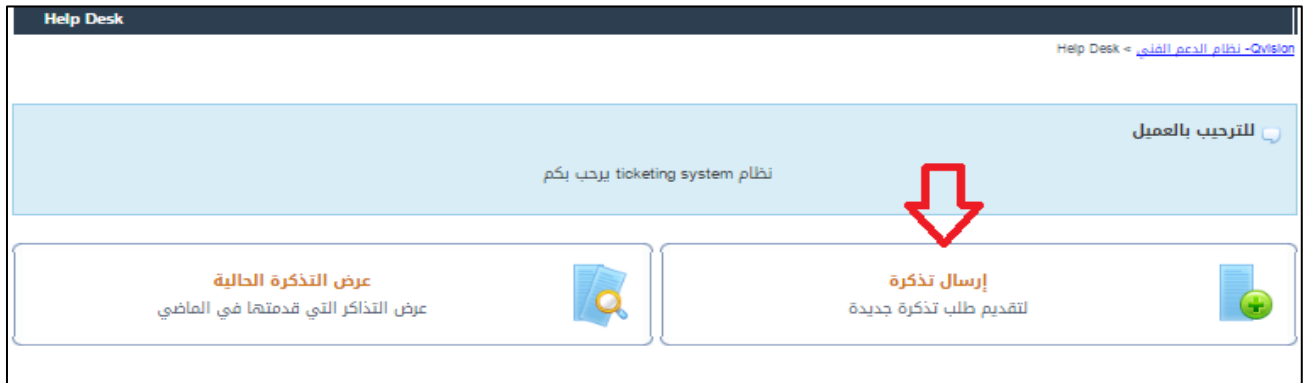 Help Desk
Qvision- نظام الدعم الفني > Help Desk
للترحيب بالعميل
نظام ticketing system يرحب بكم
إرسال تذكرة
لتقديم طلب تذكرة جديدة
عرض التذكرة الحالية
عرض التذاكر التي قدمتها في الماضي